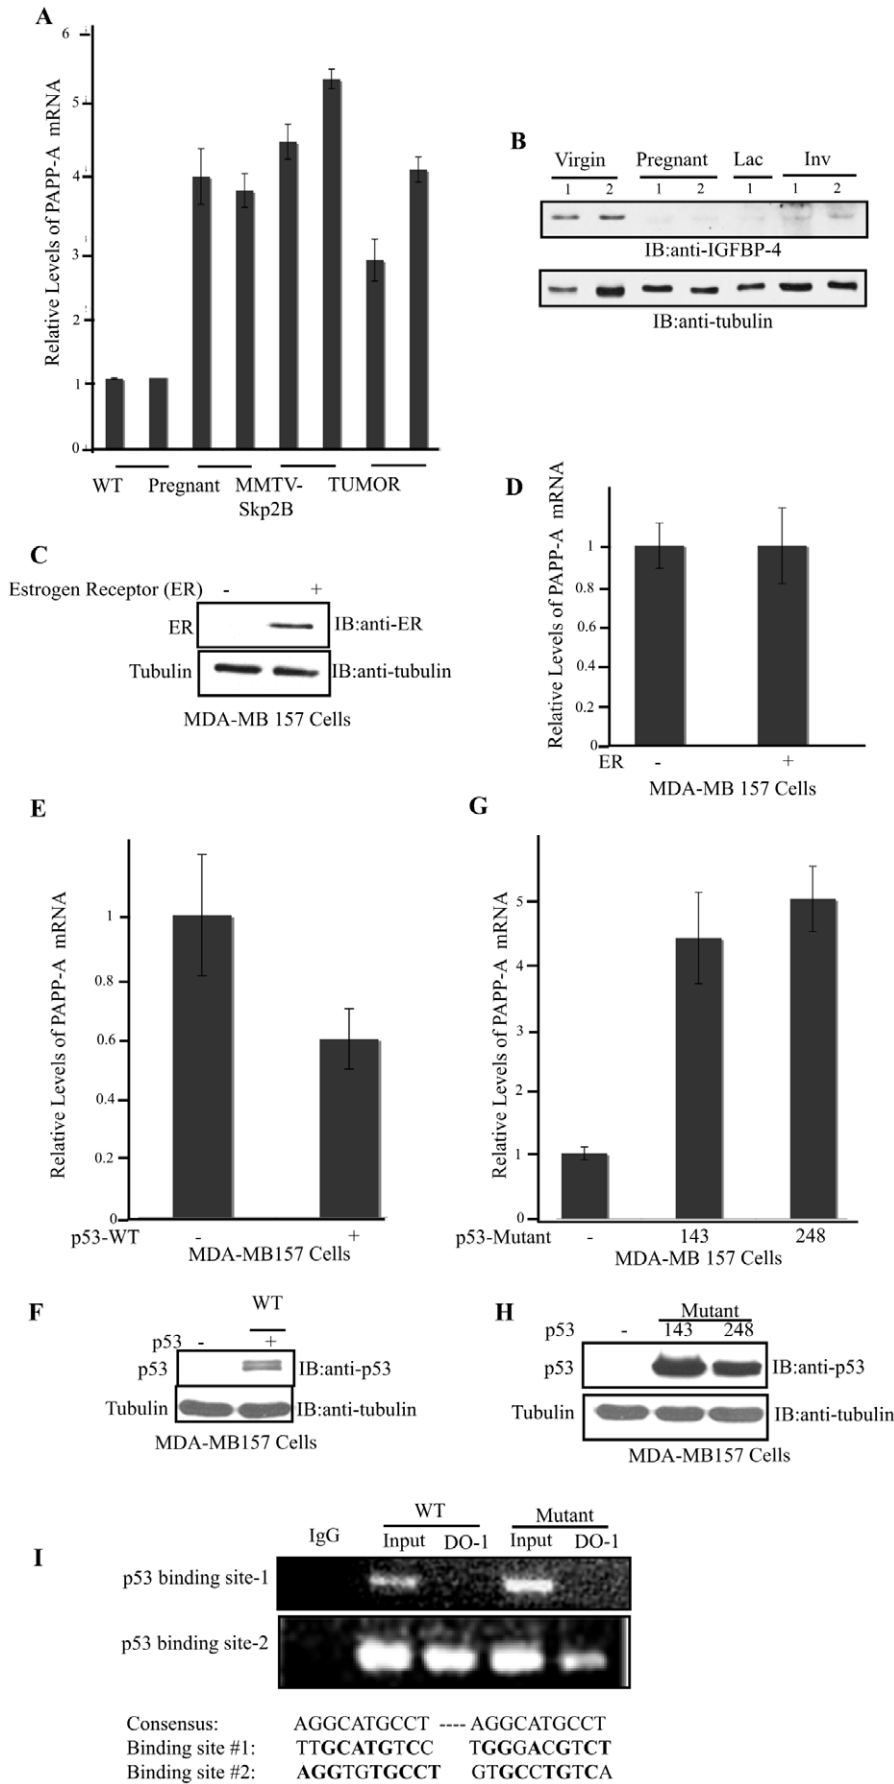 A
Relative Levels of PAPP-A mRNA
6
5
4
3
2
1
0
WT Pregnant MMTV-Skp2B TUMOR
B
Virgin Pregnant Lac Inv
1 2 1 2 1 1 2
IB:anti-IGFBP-4
IB:anti-tubulin
C
Estrogen Receptor (ER) - +
ER IB:anti-ER
Tubulin IB:anti-tubulin
MDA-MB 157 Cells
D
Relative Levels of PAPP-A mRNA
1
0.8
0.6
0.4
0.2
0
ER - +
MDA-MB 157 Cells
E
Relative Levels of PAPP-A mRNA
1
0.8
0.6
0.4
0.2
0
p53-WT - +
MDA-MB157 Cells
G
Relative Levels of PAPP-A mRNA
5
4
3
2
1
0
p53-Mutant - 143 248
MDA-MB 157 Cells
F
WT
p53 - +
p53 IB:anti-p53
Tubulin IB:anti-tubulin
MDA-MB157 Cells
H
Mutant
p53 - 143 248
p53 IB:anti-p53
Tubulin IB:anti-tubulin
MDA-MB157 Cells
I
WT Mutant
IgG Input DO-1 Input DO-1
p53 binding site-1
p53 binding site-2
Consensus: AGGCATGCCT ---- AGGCATGCCT
Binding site #1: TTGCATGTCC TGGGACGTCT
Binding site #2: AGGTGTGCCT GTGCCTGTCA